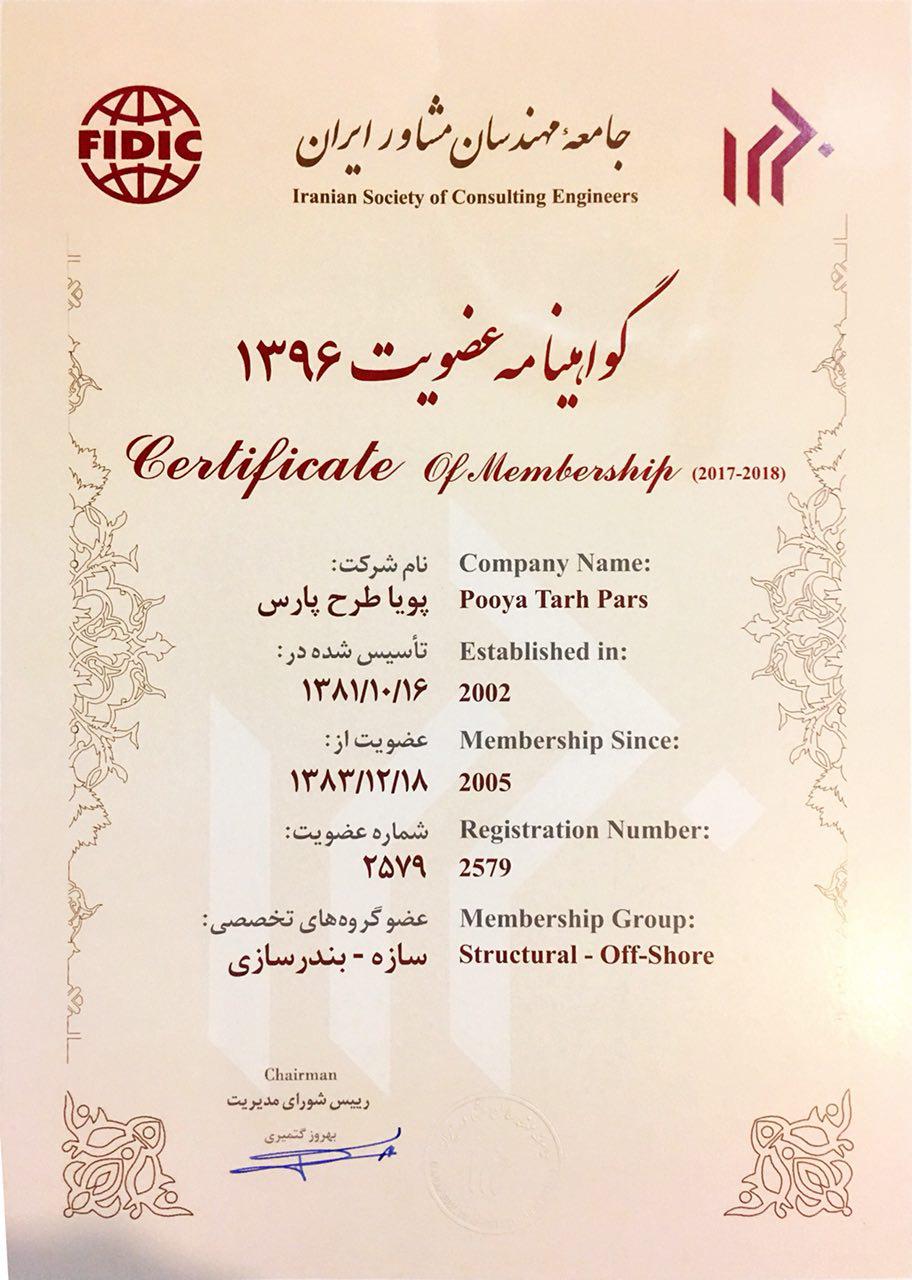 FIDIC
جامعهٔ مهندسان مشاور ایران
Iranian Society of Consulting Engineers
گواهینامه عضویت ۱۳۹۶
Certificate Of Membership (2017-2018)
نام شرکت:
Company Name:
پویا طرح پارس
Pooya Tarh Pars
تأسیس شده در:
Established in:
۱۳۸۱/۱۰/۱۶
2002
عضویت از:
Membership Since:
۱۳۸۳/۱۲/۱۸
2005
شماره عضویت:
Registration Number:
۲۵۷۹
2579
عضو گروه‌های تخصصی:
Membership Group:
سازه - بندرسازی
Structural - Off-Shore
Chairman
رییس شورای مدیریت
بهروز گتمیری